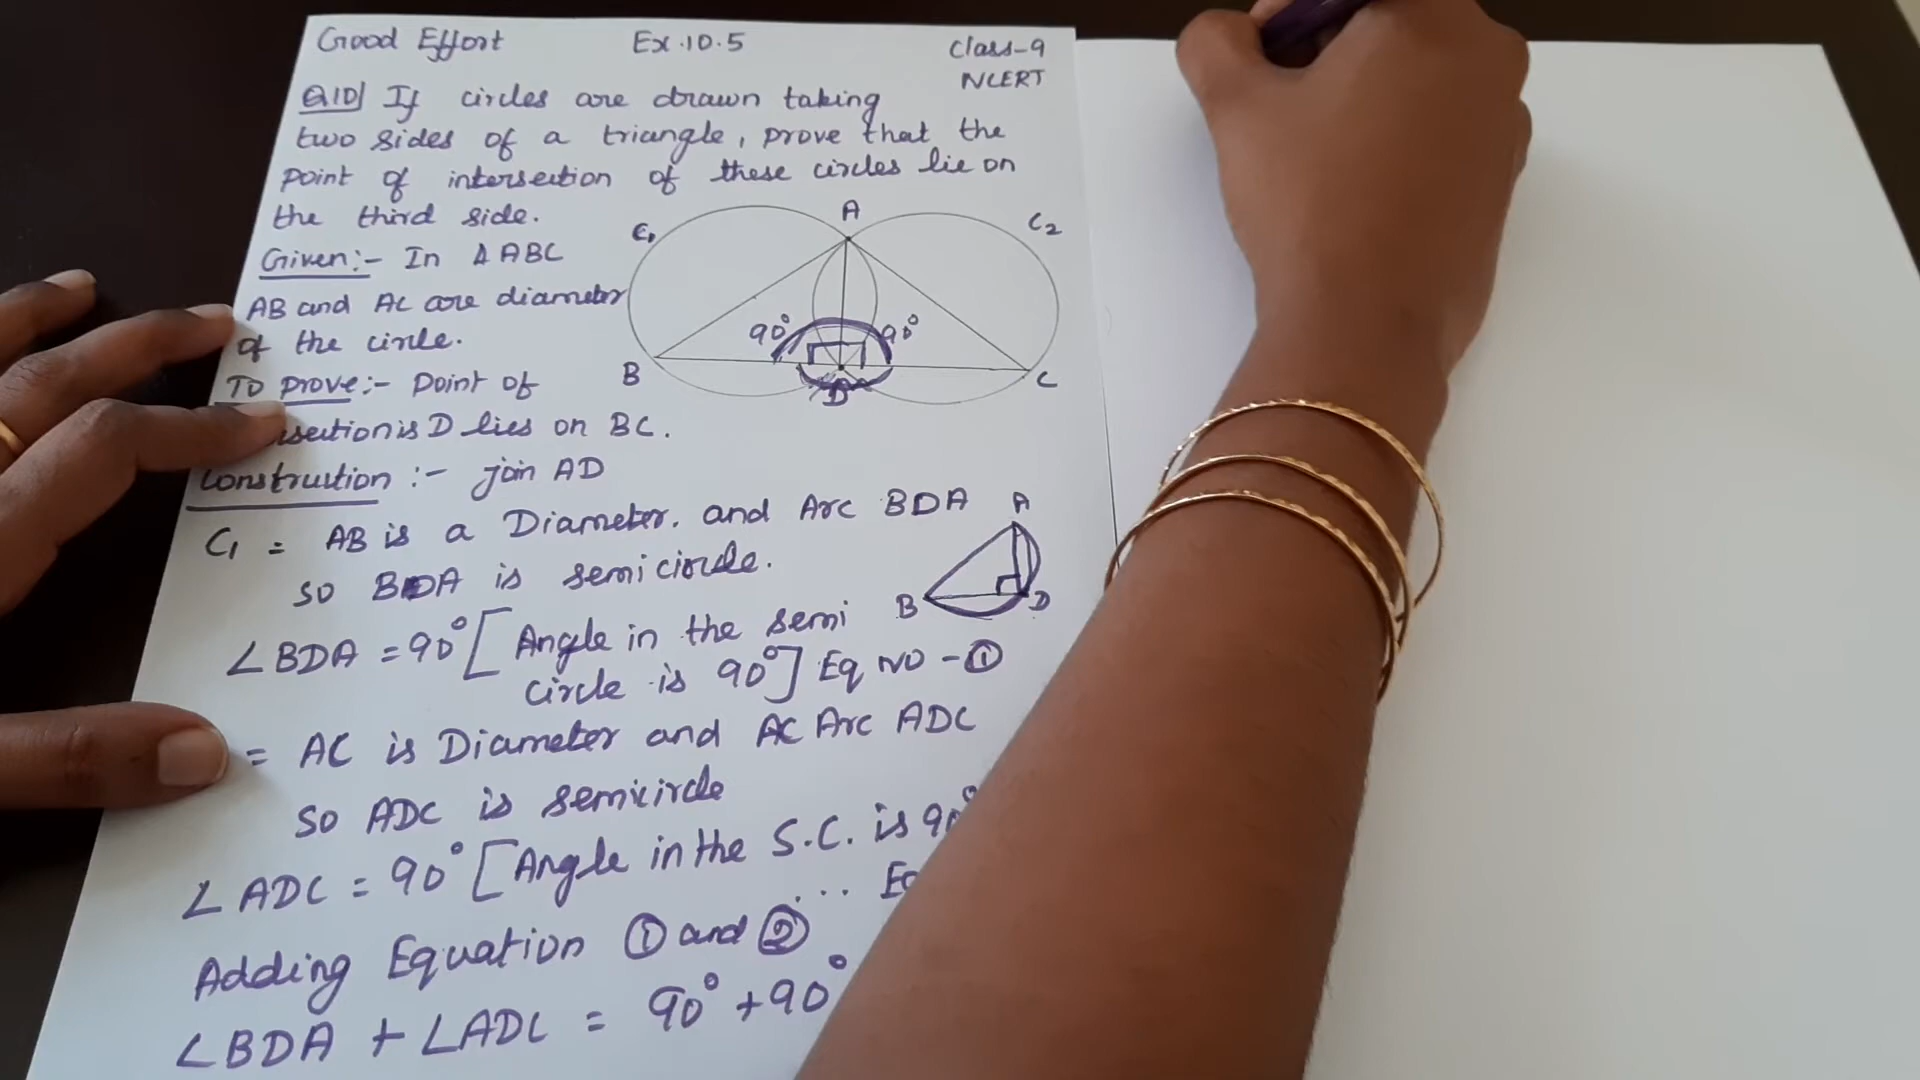 Good Effort Ex.10.5 Class-9
NCERT
Q10) If circles are drawn taking
two sides of a triangle, prove that the
point of intersection of these circles lie on
the third side.
A
C1
C2
Given:- In Δ ABC
AB and AC are diameter
of the circle.
90° 90°
B
C
D
To prove:- Point of
is D lies on BC.
Construction :- join AD
C1 = AB is a Diameter. and Arc BDA
so BDA is semicircle.
A
B
D
∠BDA = 90° [Angle in the semi
circle is 90°] Eq NO - ①
= AC is Diameter and AC Arc ADC
so ADC is semicircle
∠ADC = 90° [Angle in the S.C. is 90°
Adding Equation ① and ②
∠BDA + ∠ADC = 90° + 90°